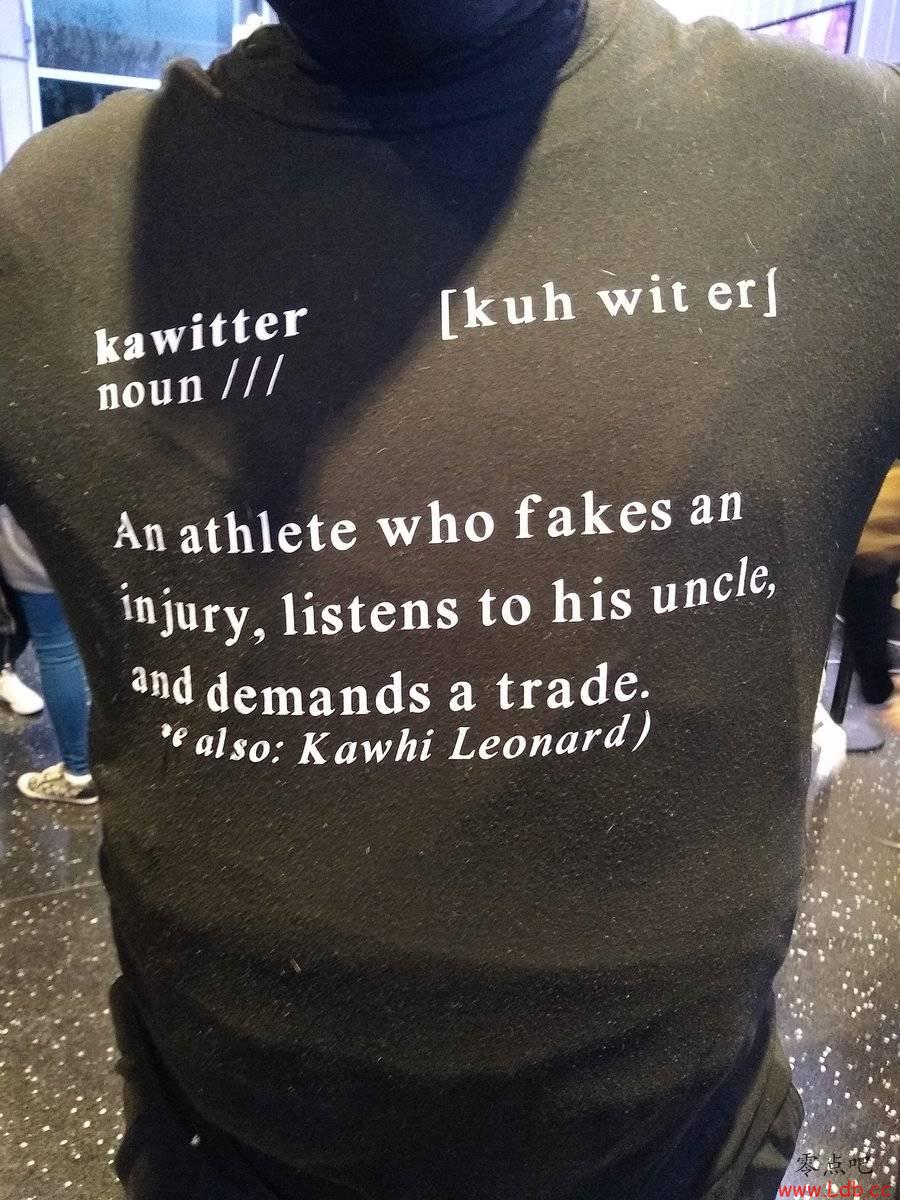 kawitter [kuh wit er]
noun ///
An athlete who fakes an
injury, listens to his uncle,
and demands a trade.
also: Kawhi Leonard)
零点吧
www.Ldb.cc